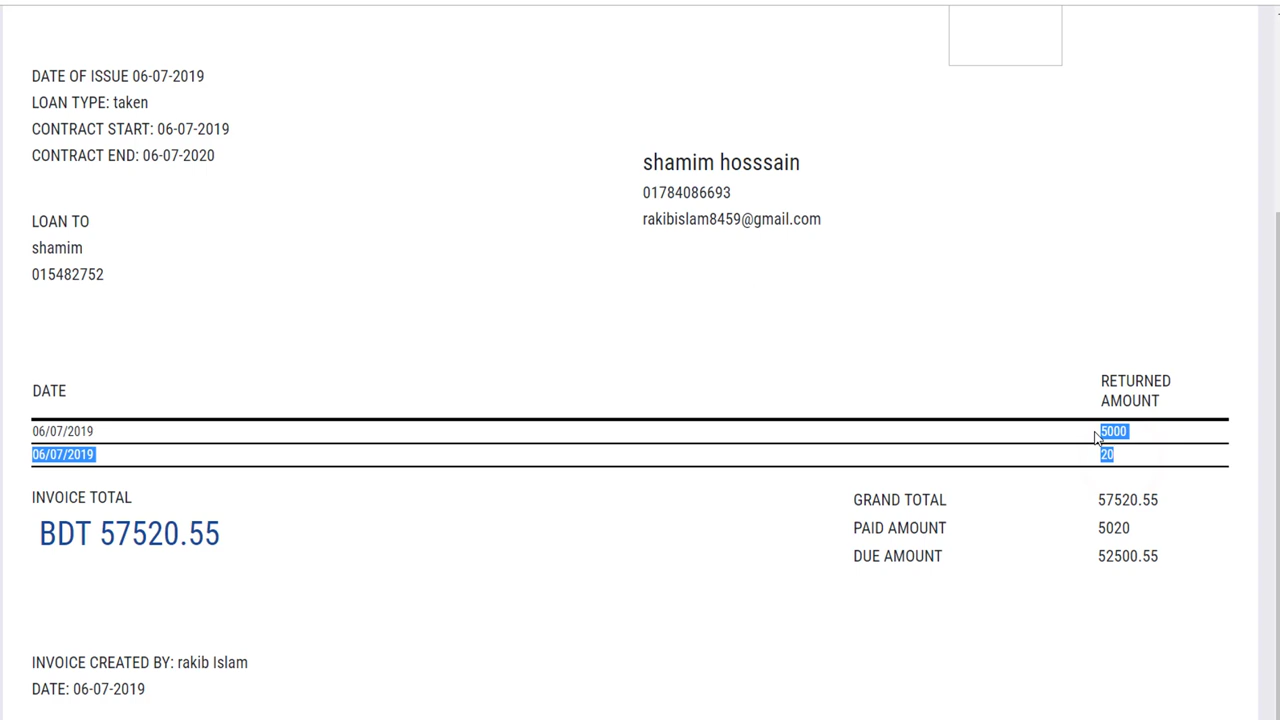 DATE OF ISSUE 06-07-2019
LOAN TYPE: taken
CONTRACT START: 06-07-2019
CONTRACT END: 06-07-2020
shamim hosssain
01784086693
rakibislam8459@gmail.com
LOAN TO
shamim
015482752
DATE
RETURNED
AMOUNT
06/07/2019 5000
06/07/2019 20
INVOICE TOTAL
BDT 57520.55
GRAND TOTAL 57520.55
PAID AMOUNT 5020
DUE AMOUNT 52500.55
INVOICE CREATED BY: rakib Islam
DATE: 06-07-2019